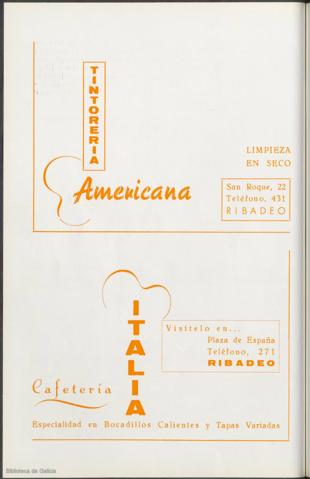 TINTORERIA
Americana
LIMPIEZA
EN SECO
San Roque, 22
Teléfono, 431
RIBADEO
ITALIA
Visítelo en...
Plaza de España
Teléfono, 271
RIBADEO
Cafetería
Especialidad en Bocadillos Calientes y Tapas Variadas
Biblioteca de Galicia